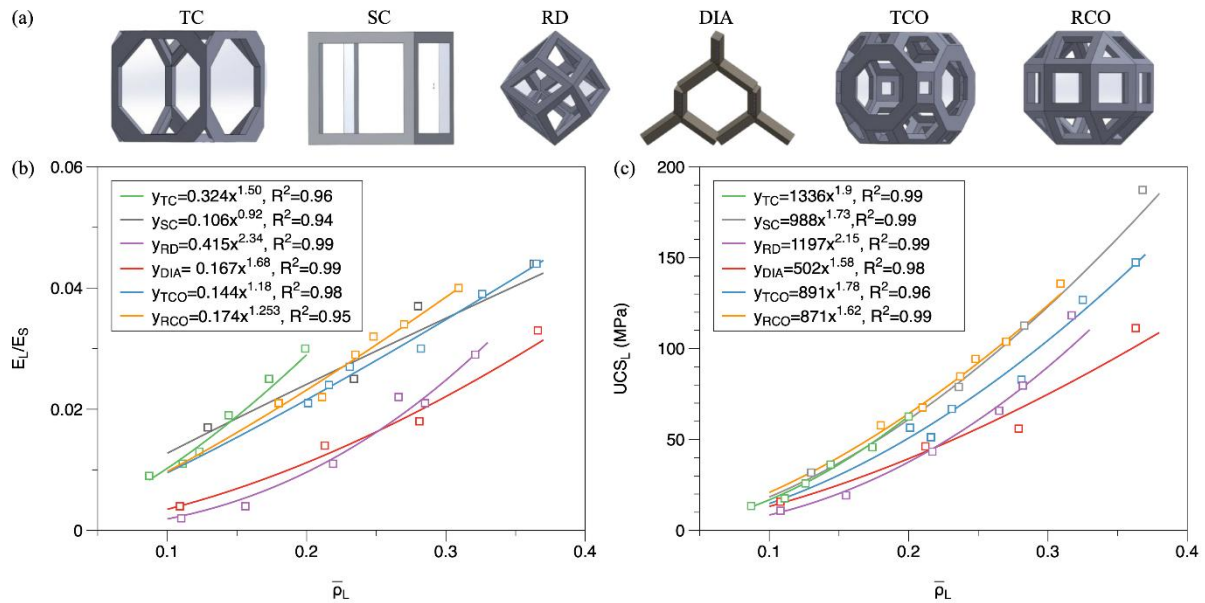 (a) TC SC RD DIA TCO RCO
(b)
0.06
0.04
0.02
0
E_L/E_S
y_TC=0.324x^1.50, R^2=0.96
y_SC=0.106x^0.92, R^2=0.94
y_RD=0.415x^2.34, R^2=0.99
y_DIA= 0.167x^1.68, R^2=0.99
y_TCO=0.144x^1.18, R^2=0.98
y_RCO=0.174x^1.253, R^2=0.95
0.1 0.2 0.3 0.4
ρ̅_L
(c)
200
150
100
50
0
UCS_L (MPa)
y_TC=1336x^1.9, R^2=0.99
y_SC=988x^1.73, R^2=0.99
y_RD=1197x^2.15, R^2=0.99
y_DIA=502x^1.58, R^2=0.98
y_TCO=891x^1.78, R^2=0.96
y_RCO=871x^1.62, R^2=0.99
0.1 0.2 0.3 0.4
ρ̅_L